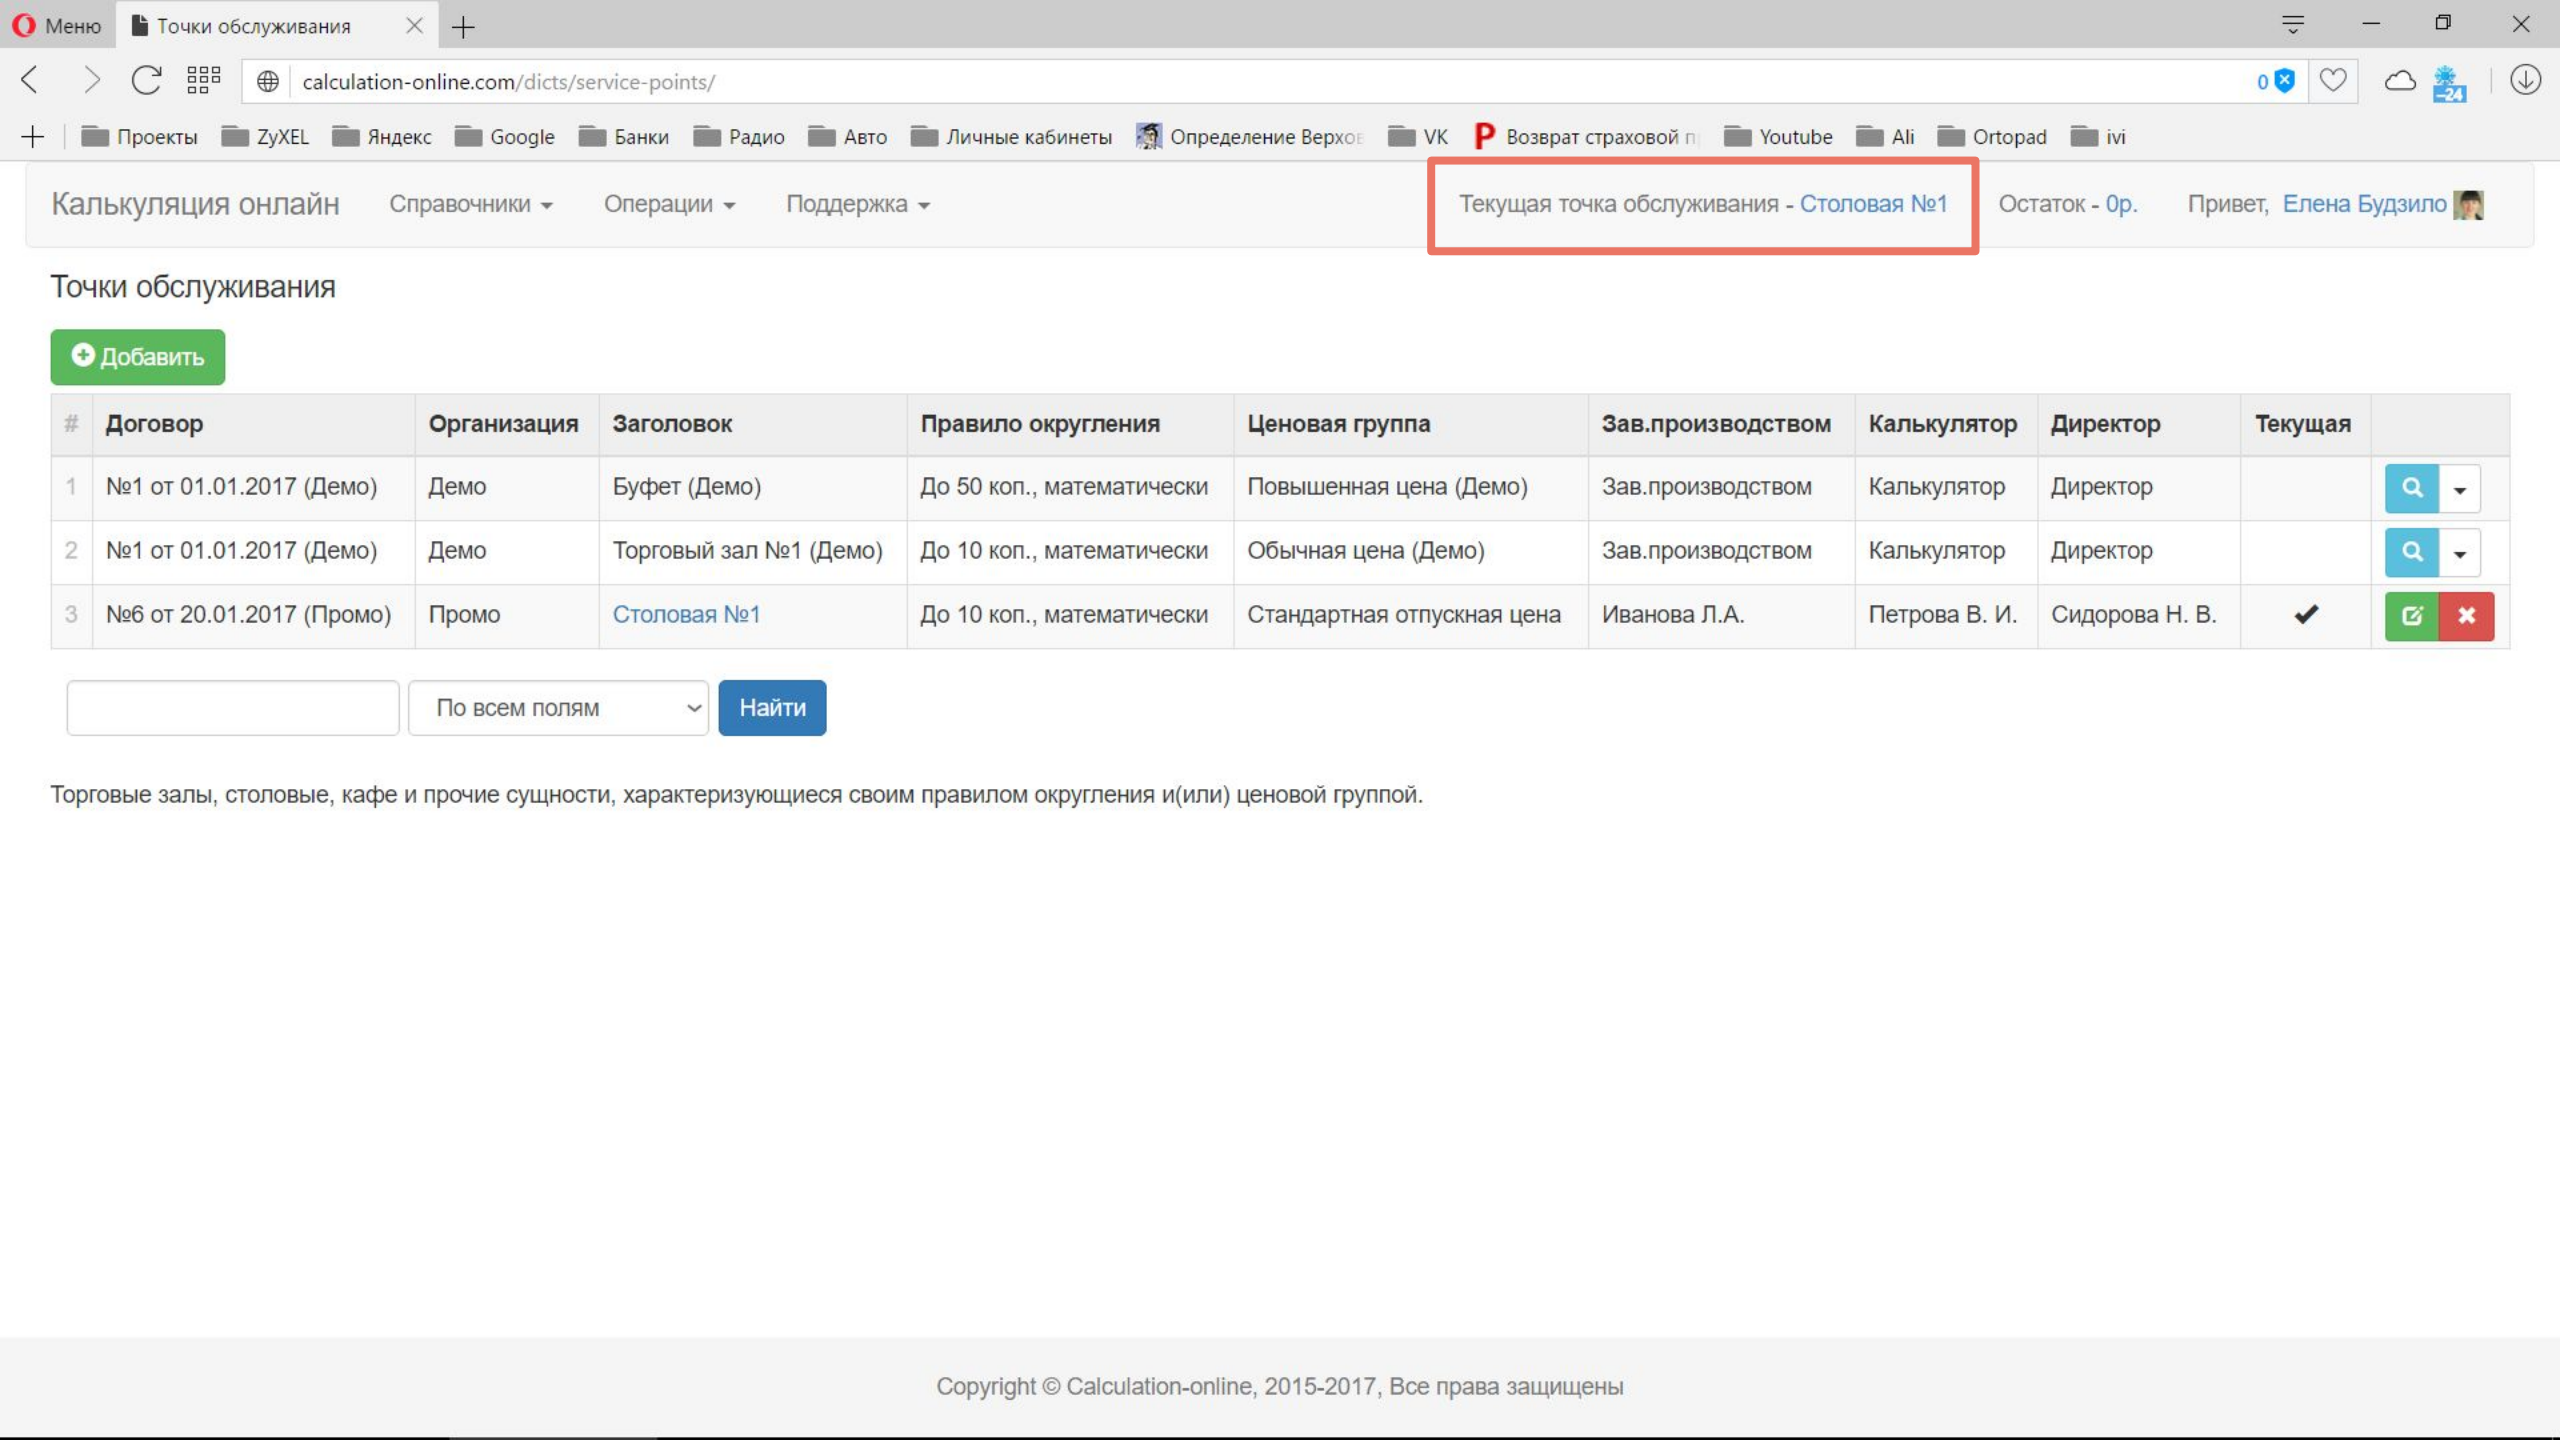 Меню Точки обслуживания
calculation-online.com/dicts/service-points/ 0 -24
Проекты ZyXEL Яндекс Google Банки Радио Авто Личные кабинеты Определение Верхов VK Возврат страховой п Youtube Ali Ortopad ivi
Калькуляция онлайн Справочники Операции Поддержка Текущая точка обслуживания - Столовая №1 Остаток - 0р. Привет, Елена Будзило
Точки обслуживания
Добавить
# Договор Организация Заголовок Правило округления Ценовая группа Зав.производством Калькулятор Директор Текущая
1 №1 от 01.01.2017 (Демо) Демо Буфет (Демо) До 50 коп., математически Повышенная цена (Демо) Зав.производством Калькулятор Директор
2 №1 от 01.01.2017 (Демо) Демо Торговый зал №1 (Демо) До 10 коп., математически Обычная цена (Демо) Зав.производством Калькулятор Директор
3 №6 от 20.01.2017 (Промо) Промо Столовая №1 До 10 коп., математически Стандартная отпускная цена Иванова Л.А. Петрова В. И. Сидорова Н. В.
По всем полям Найти
Торговые залы, столовые, кафе и прочие сущности, характеризующиеся своим правилом округления и(или) ценовой группой.
Copyright © Calculation-online, 2015-2017, Все права защищены